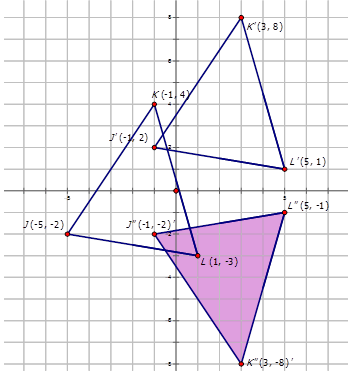 K''(3, 8)
K (-1, 4)
J'(-1, 2)
L'(5, 1)
L''(5, -1)
J(-5, -2)
J''(-1, -2)'
L (1, -3)
K''(3, -8)'